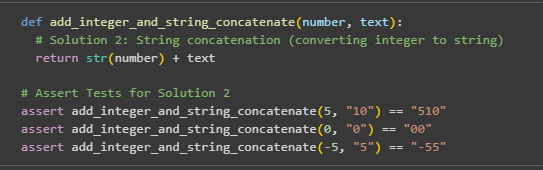 def add_integer_and_string_concatenate(number, text):
  # Solution 2: String concatenation (converting integer to string)
  return str(number) + text
# Assert Tests for Solution 2
assert add_integer_and_string_concatenate(5, "10") == "510"
assert add_integer_and_string_concatenate(0, "0") == "00"
assert add_integer_and_string_concatenate(-5, "5") == "-55"